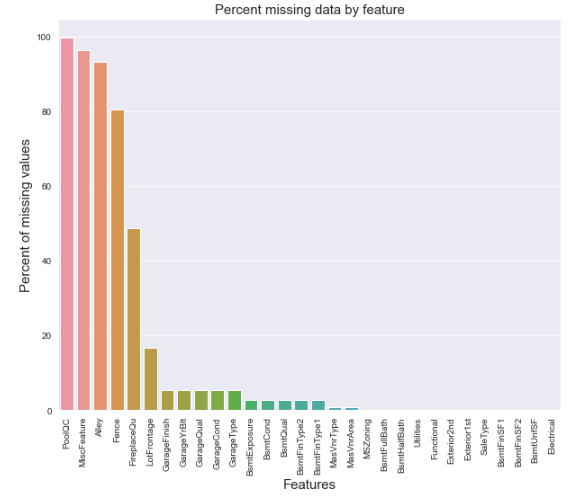 Percent missing data by feature
Percent of missing values
100
80
60
40
20
0
PoolQC
MiscFeature
Alley
Fence
FireplaceQu
LotFrontage
GarageFinish
GarageYrBlt
GarageQual
GarageCond
GarageType
BsmtExposure
BsmtCond
BsmtQual
BsmtFinType2
BsmtFinType1
MasVnrType
MasVnrArea
MSZoning
BsmtFullBath
BsmtHalfBath
Utilities
Functional
Exterior2nd
Exterior1st
SaleType
BsmtFinSF1
BsmtFinSF2
BsmtUnfSF
Electrical
Features